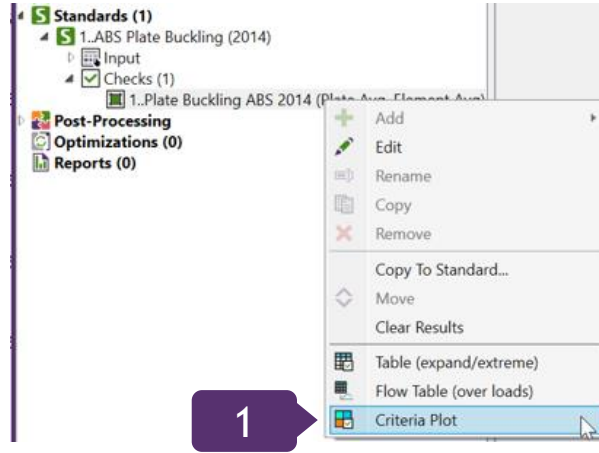 Standards (1)
1..ABS Plate Buckling (2014)
Input
Checks (1)
1..Plate Buckling ABS 2014 (Plate Avg, Element Avg)
Post-Processing
Optimizations (0)
Reports (0)
Add
Edit
Rename
Copy
Remove
Copy To Standard...
Move
Clear Results
Table (expand/extreme)
Flow Table (over loads)
1
Criteria Plot